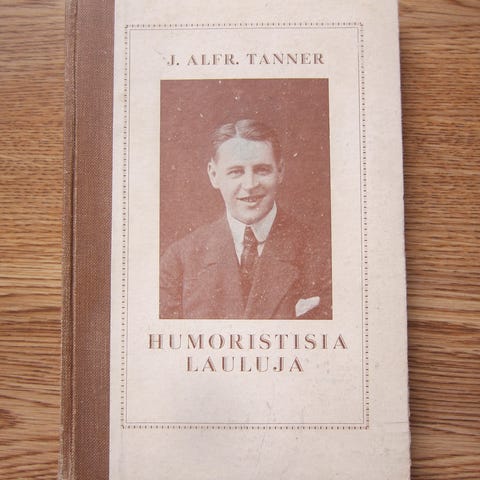 J. ALFR. TANNER
HUMORISTISIA
LAULUJA